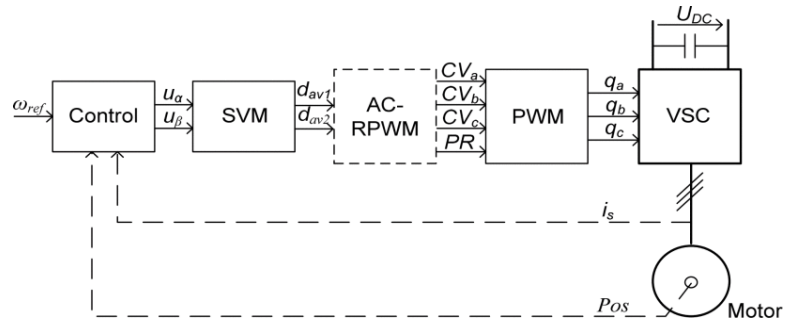 U_DC
ω_ref
Control
u_α
u_β
SVM
d_av1
d_av2
AC-
RPWM
CV_a
CV_b
CV_c
PR
PWM
q_a
q_b
q_c
VSC
i_s
Pos
Motor